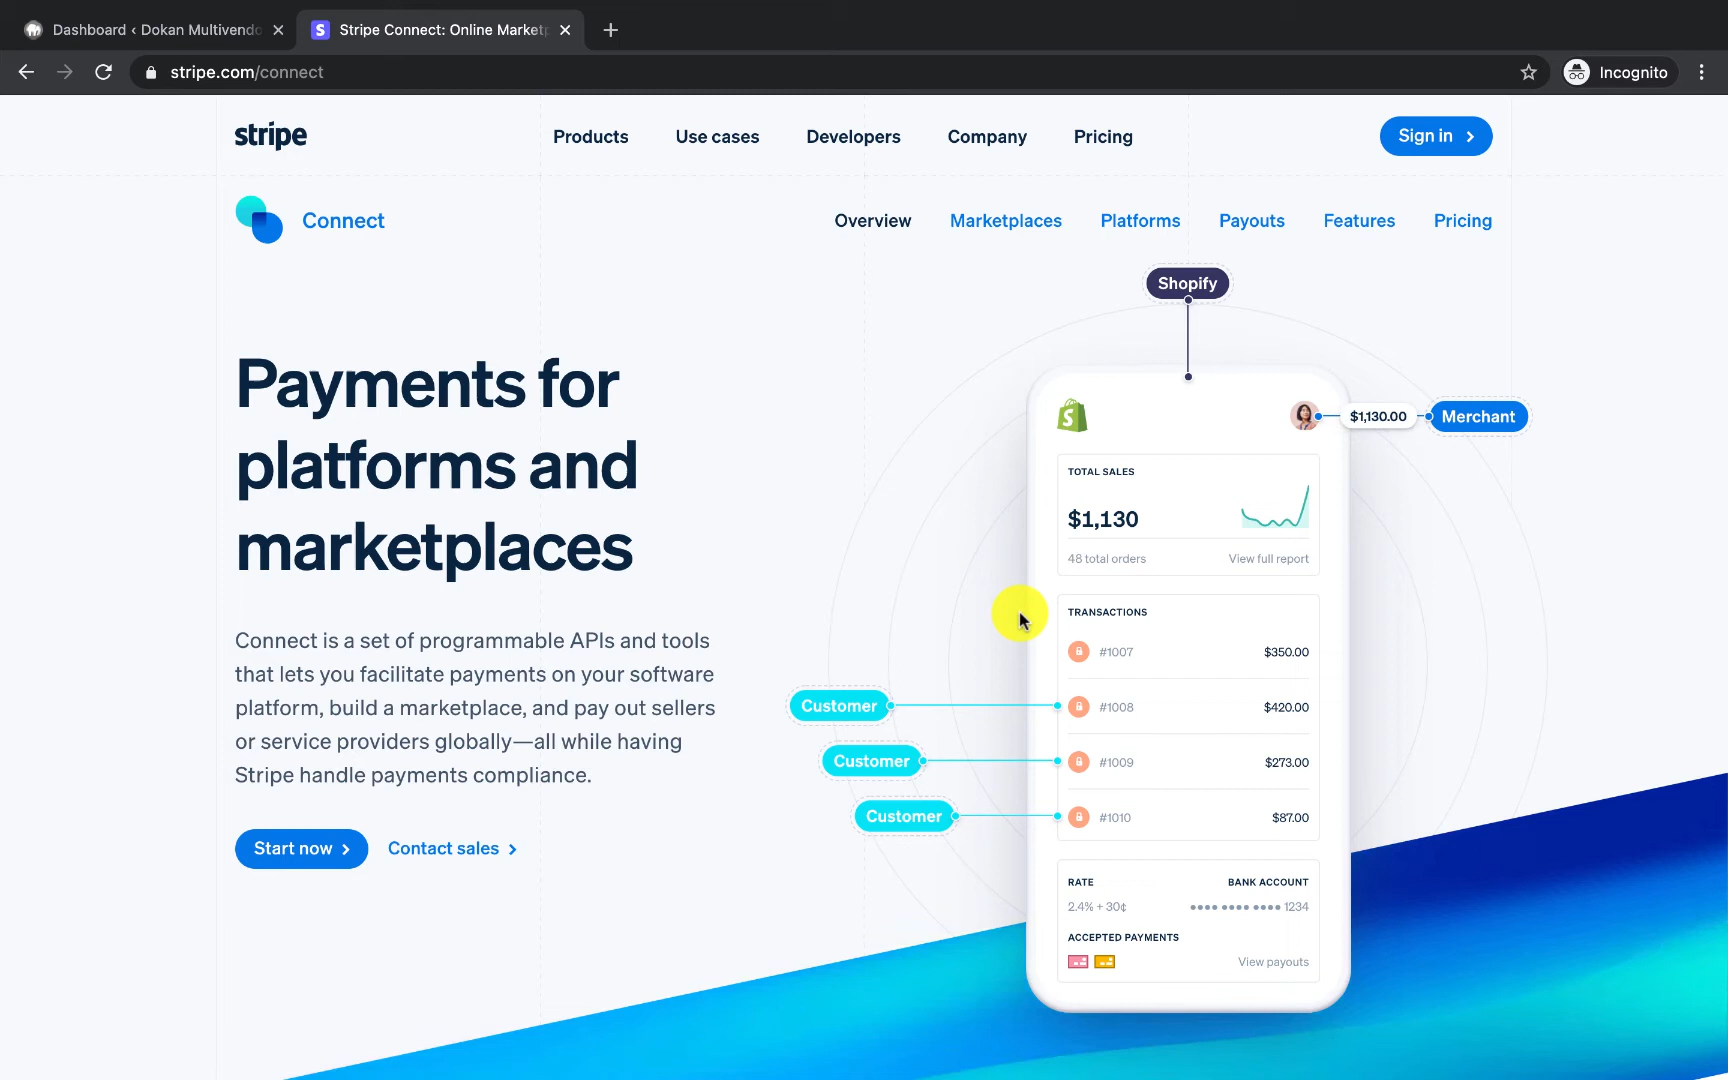 Dashboard ‹ Dokan Multivendo
Stripe Connect: Online Marketp
stripe.com/connect
Incognito
stripe
Products
Use cases
Developers
Company
Pricing
Sign in
Connect
Overview
Marketplaces
Platforms
Payouts
Features
Pricing
Shopify
Payments for
platforms and
marketplaces
$1,130.00
Merchant
TOTAL SALES
$1,130
48 total orders
View full report
TRANSACTIONS
#1007
$350.00
Customer
#1008
$420.00
Customer
#1009
$273.00
Customer
#1010
$87.00
Connect is a set of programmable APIs and tools
that lets you facilitate payments on your software
platform, build a marketplace, and pay out sellers
or service providers globally—all while having
Stripe handle payments compliance.
Start now
Contact sales
RATE
BANK ACCOUNT
2.4% + 30¢
•••• •••• •••• 1234
ACCEPTED PAYMENTS
View payouts